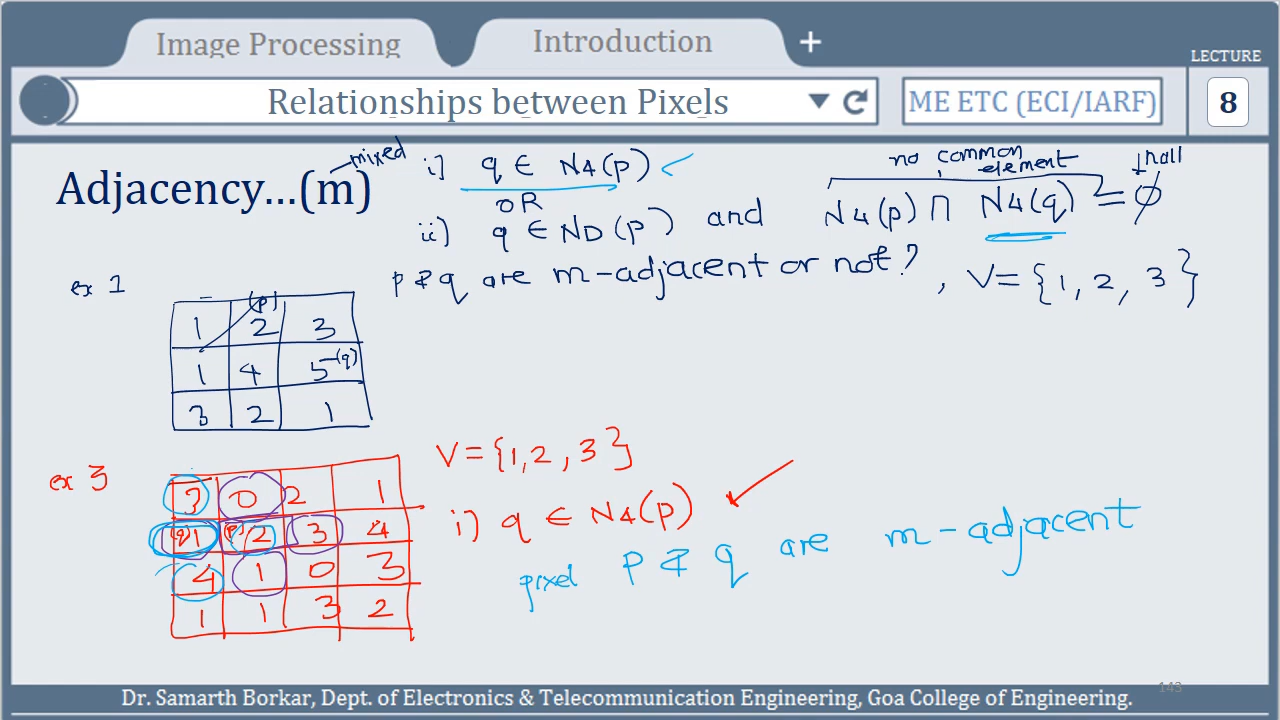 Image Processing
Introduction
+
LECTURE
Relationships between Pixels
ME ETC (ECI/IARF)
8
Adjacency...(m)
mixed
i] q ∈ N4(p)
OR
ii) q ∈ ND(p) and N4(p) ∩ N4(q) = ϕ
no common element
null
p & q are m-adjacent or not? , V = {1, 2, 3}
ex 1
(p)
1 2 3
1 4 5 (q)
3 2 1
ex 3
V = {1, 2, 3}
3 0 2 1
(q) 1 (p) 2 3 4
4 1 0 3
1 1 3 2
i) q ∈ N4(p)
pixel p & q are m-adjacent
143
Dr. Samarth Borkar, Dept. of Electronics & Telecommunication Engineering, Goa College of Engineering.